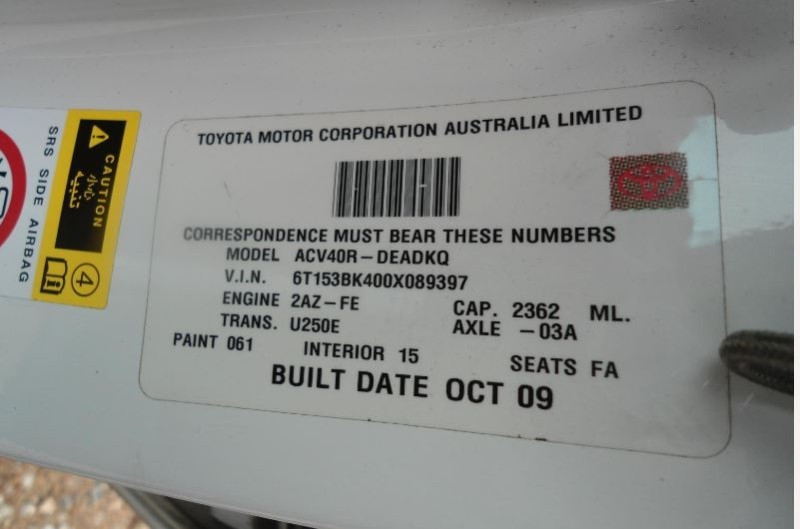 TOYOTA MOTOR CORPORATION AUSTRALIA LIMITED
CORRESPONDENCE MUST BEAR THESE NUMBERS
MODEL ACV40R-DEADKQ
V.I.N. 6T153BK400X089397
ENGINE 2AZ-FE CAP. 2362 ML.
TRANS. U250E AXLE -03A
PAINT 061 INTERIOR 15 SEATS FA
BUILT DATE OCT 09
SRS SIDE AIRBAG
CAUTION
تنبيه
4